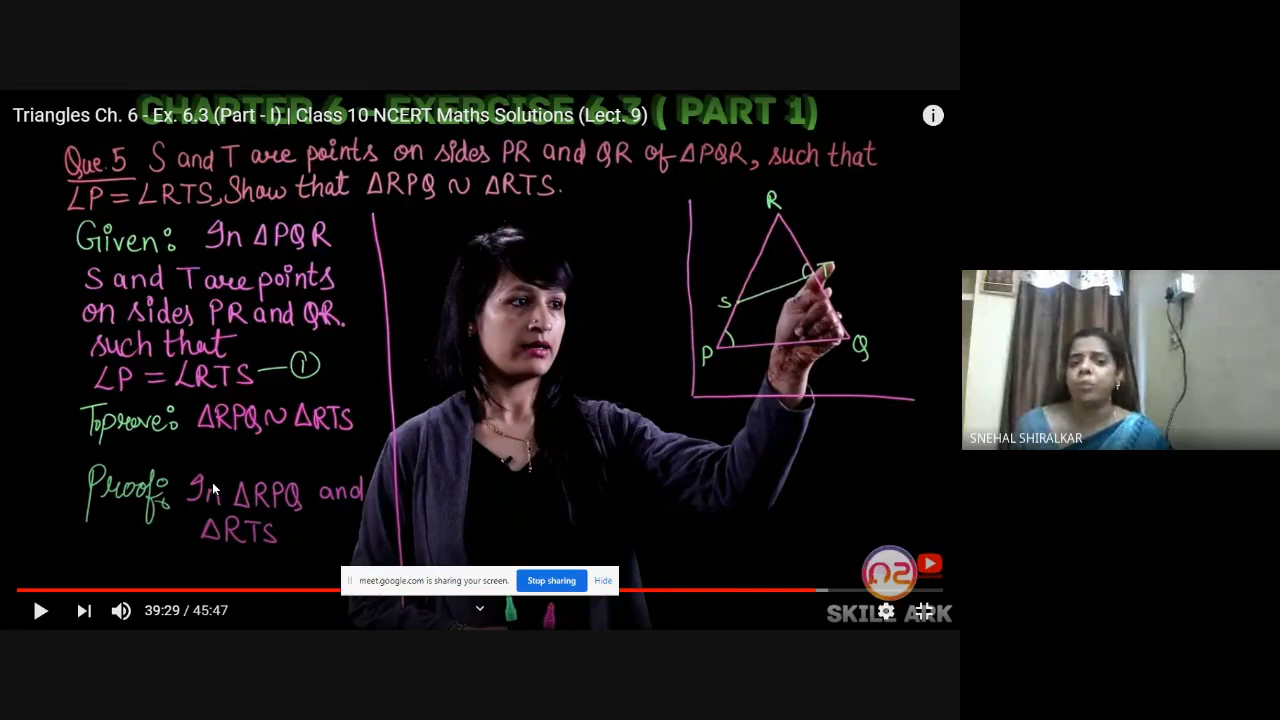 CHAPTER 6 - EXERCISE 6.3 ( PART 1)
Triangles Ch. 6 - Ex. 6.3 (Part - I) | Class 10 NCERT Maths Solutions (Lect. 9)
Que.5 S and T are points on sides PR and QR of ΔPQR, such that
∠P = ∠RTS, Show that ΔRPQ ~ ΔRTS.
Given: In ΔPQR
S and T are points
on sides PR and QR.
such that
∠P = ∠RTS — ①
To prove: ΔRPQ ~ ΔRTS
Proof: In ΔRPQ and
ΔRTS
R
S
T
P
Q
SNEHAL SHIRALKAR
meet.google.com is sharing your screen.
Stop sharing
Hide
39:29 / 45:47
SKILL ARK